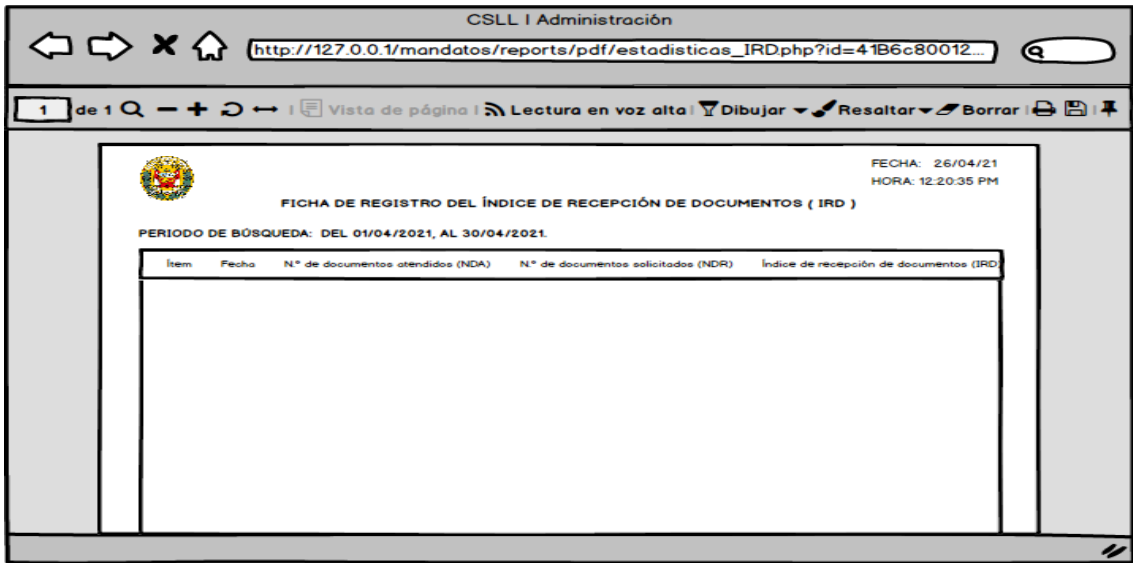 CSLL | Administración
http://127.0.0.1/mandatos/reports/pdf/estadisticas_IRD.php?id=41B6c80012...
1 de 1 Vista de página | Lectura en voz alta | Dibujar Resaltar Borrar
FECHA: 26/04/21
HORA: 12:20:35 PM
FICHA DE REGISTRO DEL ÍNDICE DE RECEPCIÓN DE DOCUMENTOS ( IRD )
PERIODO DE BÚSQUEDA: DEL 01/04/2021, AL 30/04/2021.
Ítem Fecha N.º de documentos atendidos (NDA) N.º de documentos solicitados (NDR) Índice de recepción de documentos (IRD)